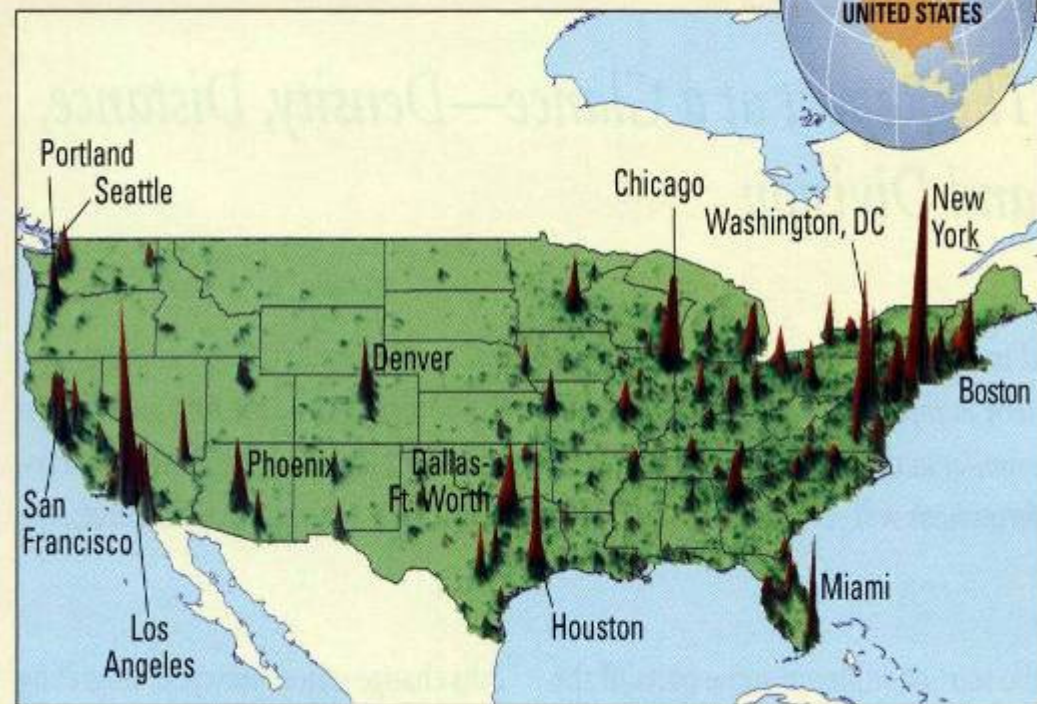 UNITED STATES
Portland
Seattle
Chicago
Washington, DC
New
York
Denver
Boston
Phoenix
Dallas-
Ft. Worth
San
Francisco
Miami
Los
Angeles
Houston